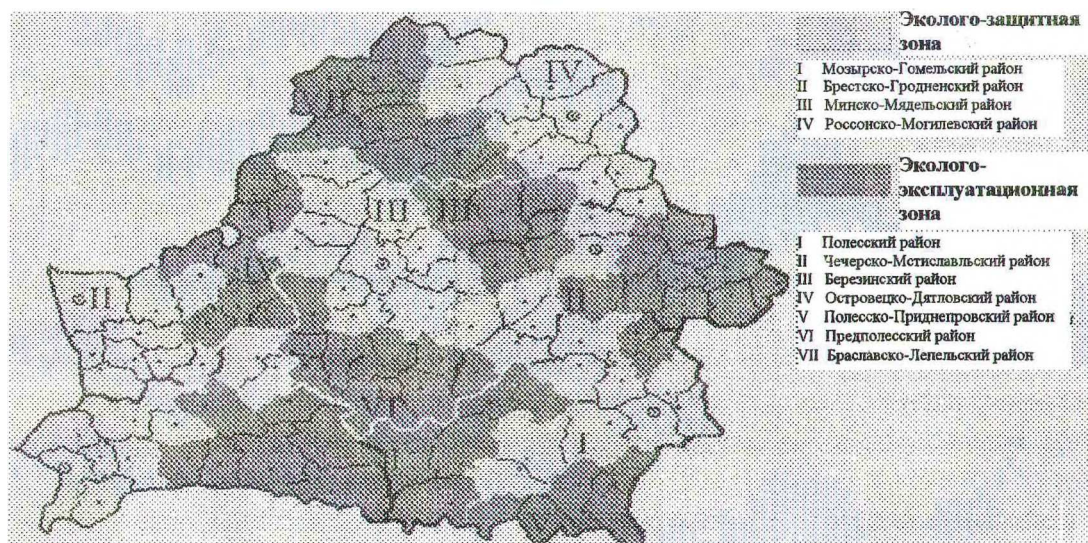 Эколого-защитная
зона
I Мозырско-Гомельский район
II Брестско-Гродненский район
III Минско-Мядельский район
IV Россонско-Могилевский район
Эколого-
эксплуатационная
зона
I Полесский район
II Чечерско-Мстиславльский район
III Березинский район
IV Островецко-Дятловский район
V Полесско-Приднепровский район
VI Предполесский район
VII Браславско-Лепельский район
IV
VII
III
III
IV
II
II
VI
I